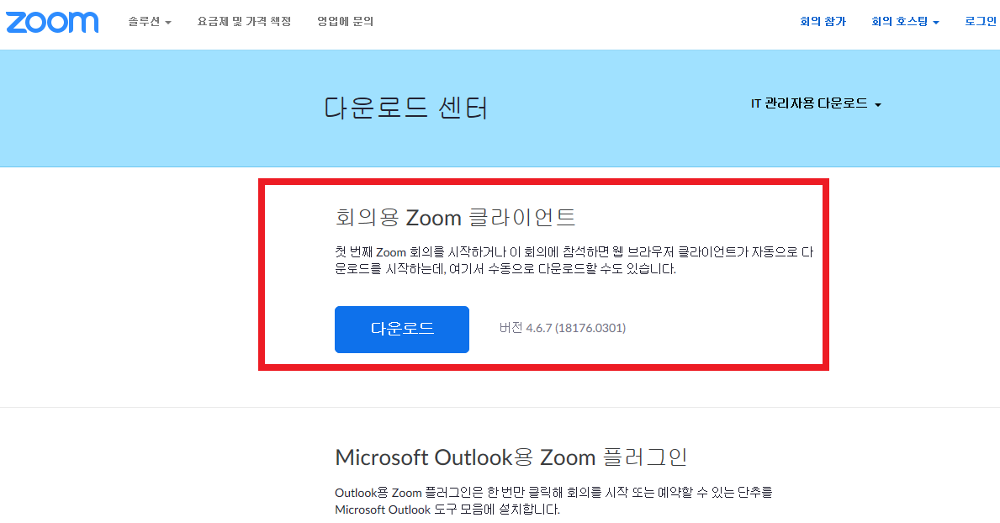 zoom 솔루션 요금제 및 가격 책정 영업에 문의 회의 참가 회의 호스팅 로그인
다운로드 센터 IT 관리자용 다운로드
회의용 Zoom 클라이언트
첫 번째 Zoom 회의를 시작하거나 이 회의에 참석하면 웹 브라우저 클라이언트가 자동으로 다
운로드를 시작하는데, 여기서 수동으로 다운로드할 수도 있습니다.
다운로드 버전 4.6.7 (18176.0301)
Microsoft Outlook용 Zoom 플러그인
Outlook용 Zoom 플러그인은 한 번만 클릭해 회의를 시작 또는 예약할 수 있는 단추를
Microsoft Outlook 도구 모음에 설치합니다.